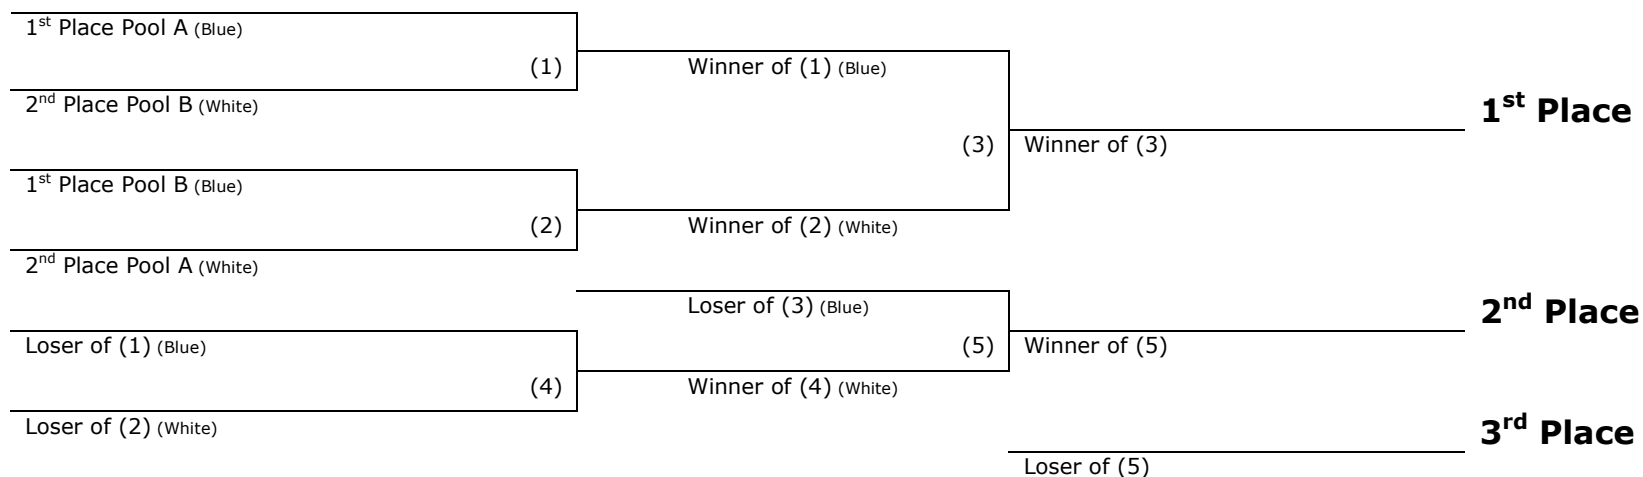 1st Place Pool A (Blue)
(1)
Winner of (1) (Blue)
2nd Place Pool B (White)
1st Place
(3)
Winner of (3)
1st Place Pool B (Blue)
(2)
Winner of (2) (White)
2nd Place Pool A (White)
Loser of (3) (Blue)
2nd Place
Loser of (1) (Blue)
(5)
Winner of (5)
(4)
Winner of (4) (White)
Loser of (2) (White)
3rd Place
Loser of (5)